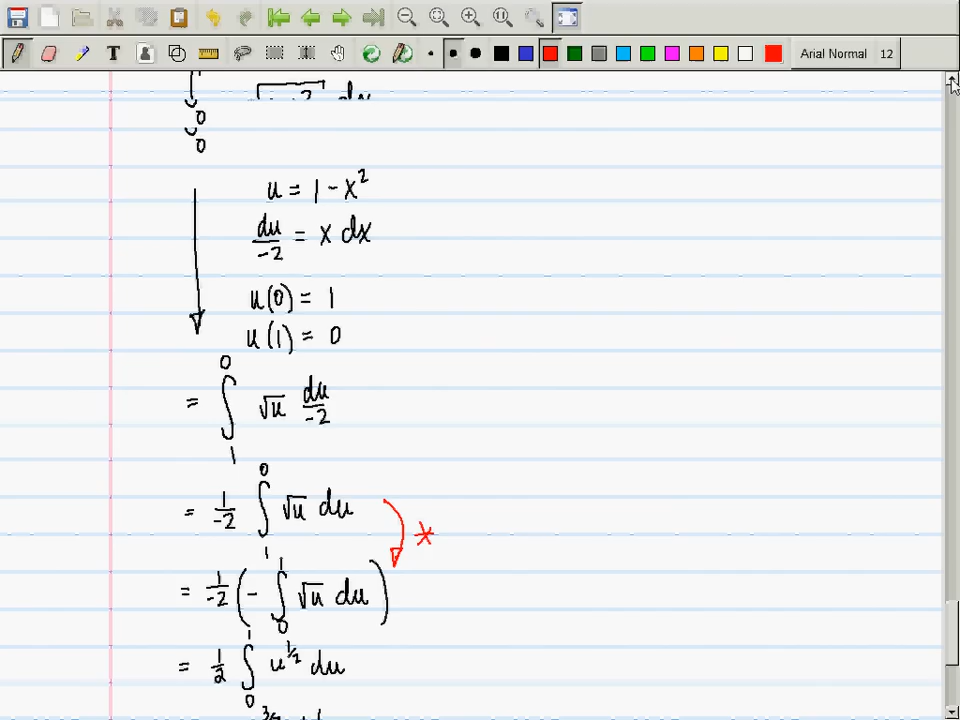 Arial Normal 12
0
0
u = 1 - x²
du/-2 = x dx
u(0) = 1
u(1) = 0
= ∫₁⁰ √u du/-2
= 1/-2 ∫₁⁰ √u du
*
= 1/-2 (- ∫₀¹ √u du)
= 1/2 ∫₀¹ u^1/2 du